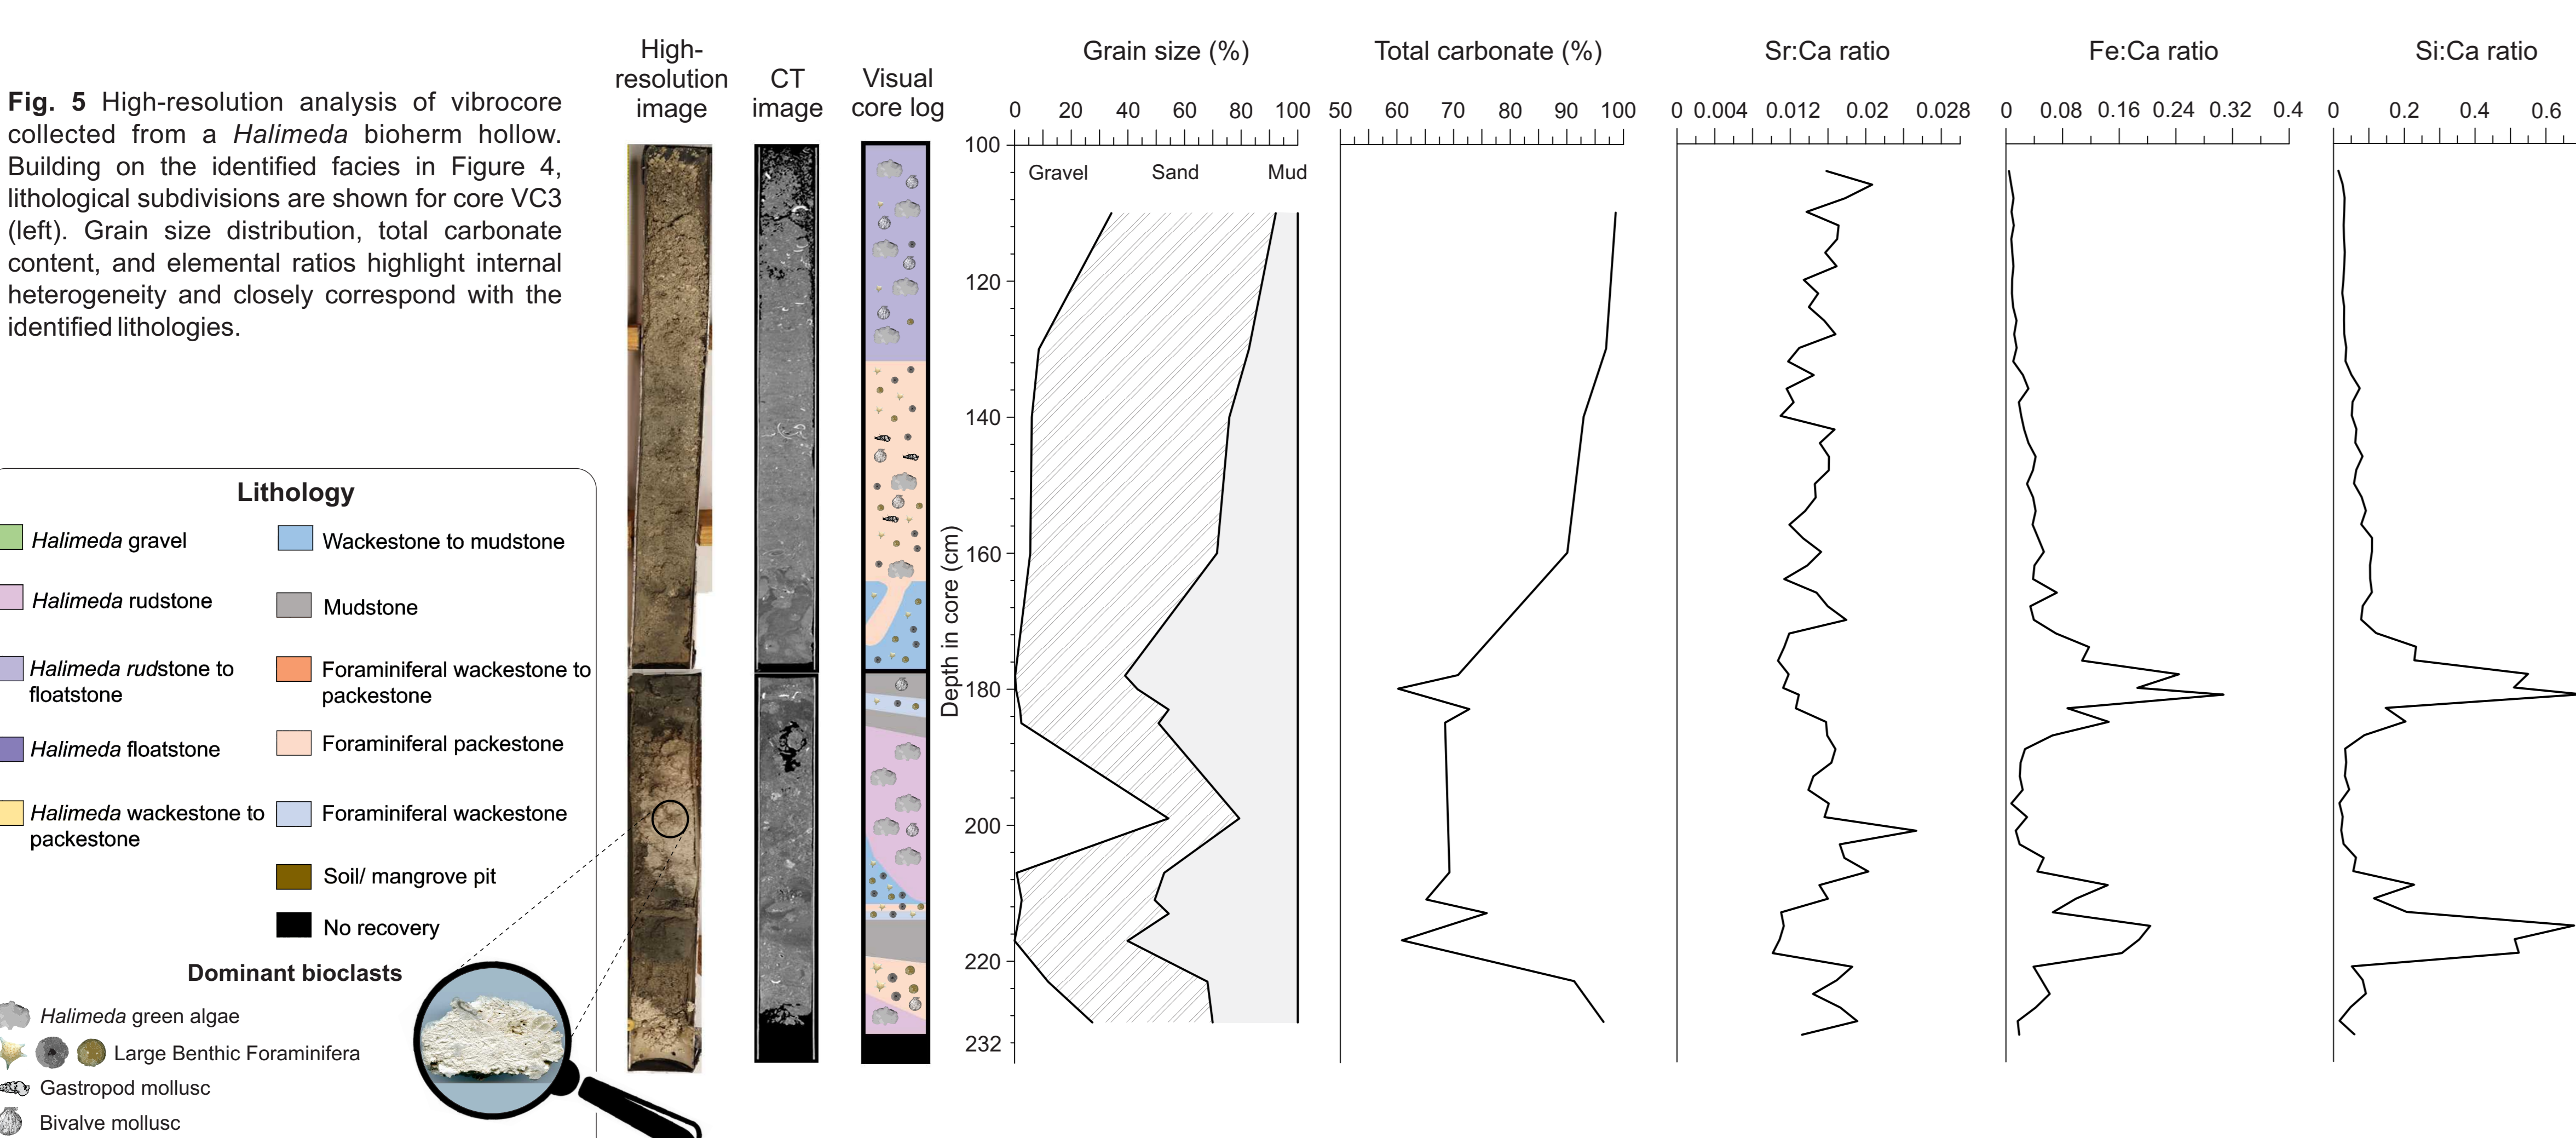 Fig. 5 High-resolution analysis of vibrocore
collected from a Halimeda bioherm hollow.
Building on the identified facies in Figure 4,
lithological subdivisions are shown for core VC3
(left). Grain size distribution, total carbonate
content, and elemental ratios highlight internal
heterogeneity and closely correspond with the
identified lithologies.
High-
resolution
image
CT
image
Visual
core log
Grain size (%)
0 20 40 60 80 100
Gravel Sand Mud
Total carbonate (%)
50 60 70 80 90 100
Sr:Ca ratio
0 0.004 0.012 0.02 0.028
Fe:Ca ratio
0 0.08 0.16 0.24 0.32 0.4
Si:Ca ratio
0 0.2 0.4 0.6
Depth in core (cm)
100
120
140
160
180
200
220
232
Lithology
Halimeda gravel
Halimeda rudstone
Halimeda rudstone to
floatstone
Halimeda floatstone
Halimeda wackestone to
packestone
Wackestone to mudstone
Mudstone
Foraminiferal wackestone to
packestone
Foraminiferal packestone
Foraminiferal wackestone
Soil/ mangrove pit
No recovery
Dominant bioclasts
Halimeda green algae
Large Benthic Foraminifera
Gastropod mollusc
Bivalve mollusc